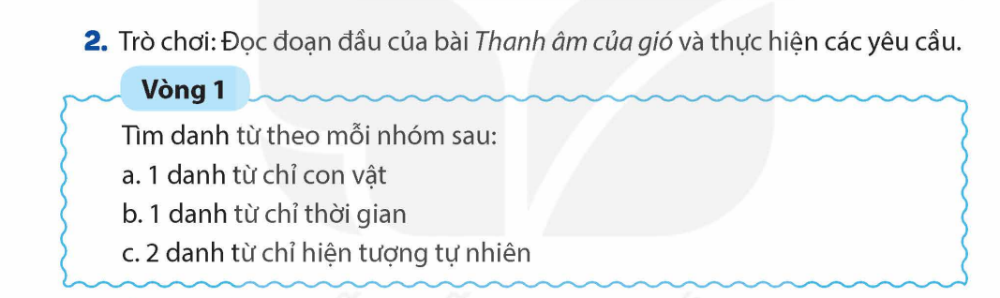 2. Trò chơi: Đọc đoạn đầu của bài Thanh âm của gió và thực hiện các yêu cầu.
Vòng 1
Tìm danh từ theo mỗi nhóm sau:
a. 1 danh từ chỉ con vật
b. 1 danh từ chỉ thời gian
c. 2 danh từ chỉ hiện tượng tự nhiên